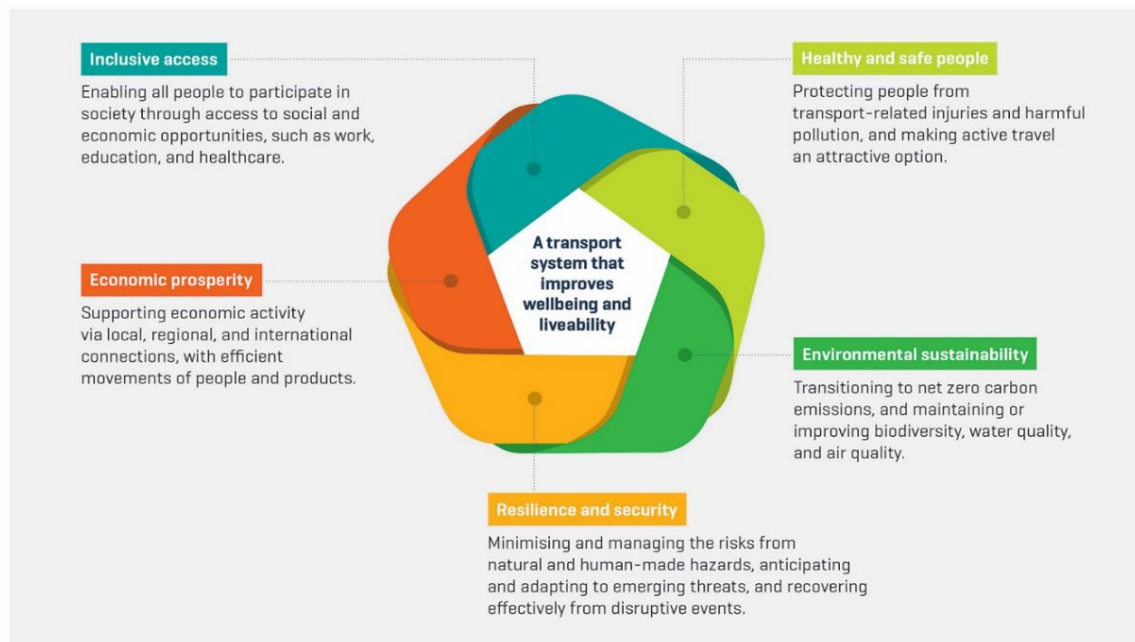 Inclusive access
Enabling all people to participate in
society through access to social and
economic opportunities, such as work,
education, and healthcare.
Healthy and safe people
Protecting people from
transport-related injuries and harmful
pollution, and making active travel
an attractive option.
A transport
system that
improves
wellbeing and
liveability
Economic prosperity
Supporting economic activity
via local, regional, and international
connections, with efficient
movements of people and products.
Environmental sustainability
Transitioning to net zero carbon
emissions, and maintaining or
improving biodiversity, water quality,
and air quality.
Resilience and security
Minimising and managing the risks from
natural and human-made hazards, anticipating
and adapting to emerging threats, and recovering
effectively from disruptive events.